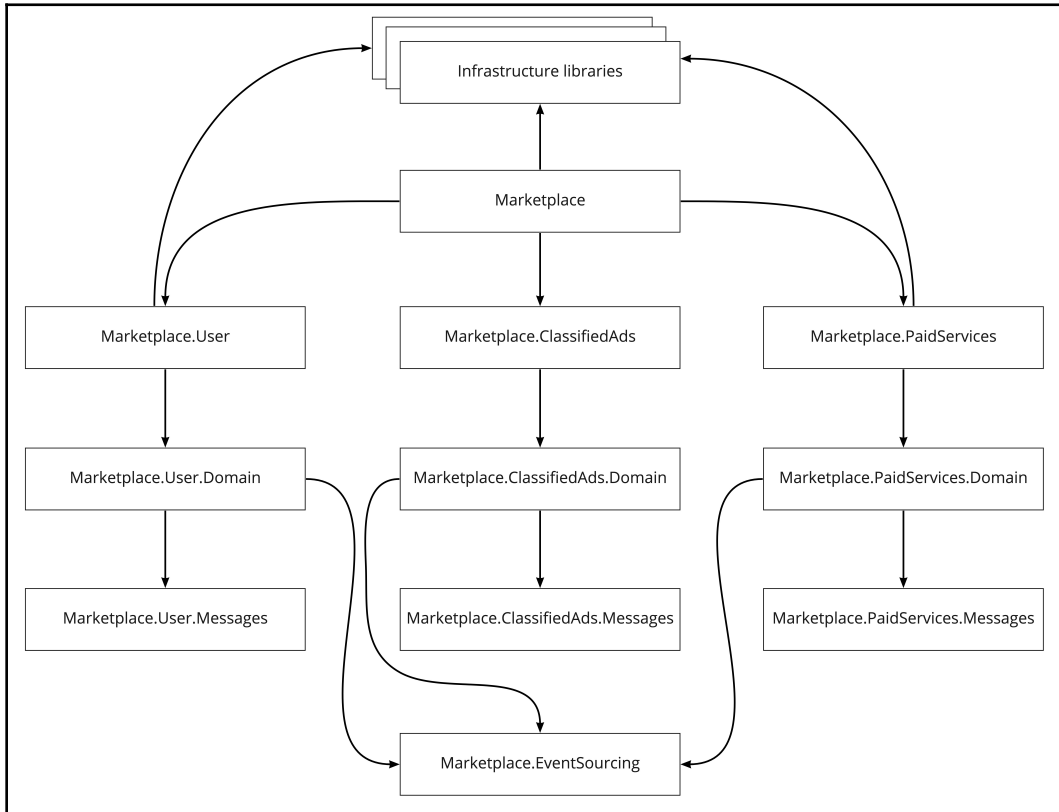 Infrastructure libraries
Marketplace
Marketplace.User
Marketplace.ClassifiedAds
Marketplace.PaidServices
Marketplace.User.Domain
Marketplace.ClassifiedAds.Domain
Marketplace.PaidServices.Domain
Marketplace.User.Messages
Marketplace.ClassifiedAds.Messages
Marketplace.PaidServices.Messages
Marketplace.EventSourcing